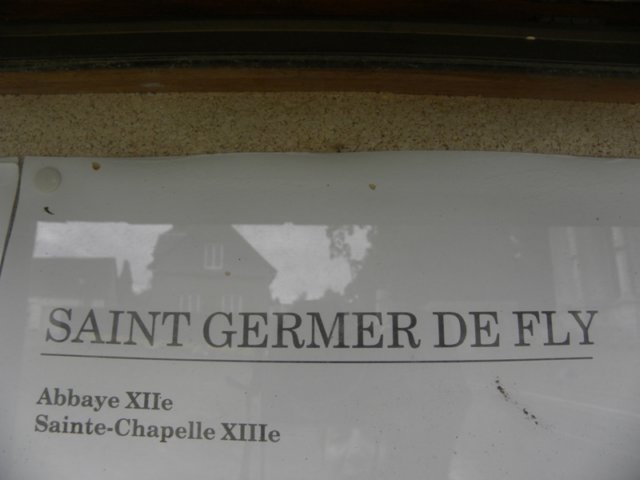 SAINT GERMER DE FLY
Abbaye XIIe
Sainte-Chapelle XIIIe